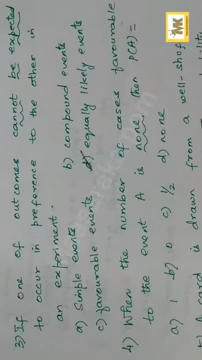 3) If one of outcomes cannot be expected
to occur in preference to the other in
an experiment.
a) Simple events b) compound events
c) favourable events d) equally likely events
4) When the number of cases favourable
to the event A is none then P(A)=
a) 1 b) 0 c) 1/2 d) none
5) A card is drawn from a well-shuf
MK